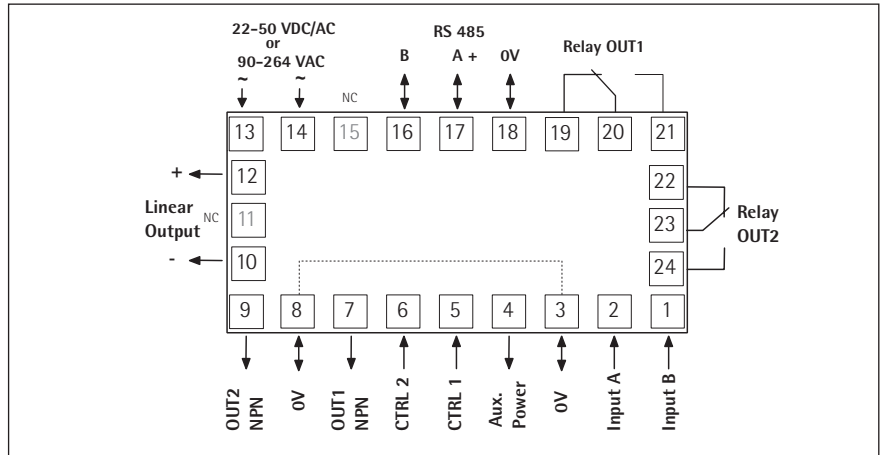 22-50 VDC/AC
or
90-264 VAC
~
~
RS 485
B
A +
0V
Relay OUT1
NC
13
14
15
16
17
18
19
20
21
+
12
Linear
Output
NC
11
-
10
22
23
24
Relay
OUT2
9
8
7
6
5
4
3
2
1
OUT2
NPN
0V
OUT1
NPN
CTRL 2
CTRL 1
Aux.
Power
0V
Input A
Input B